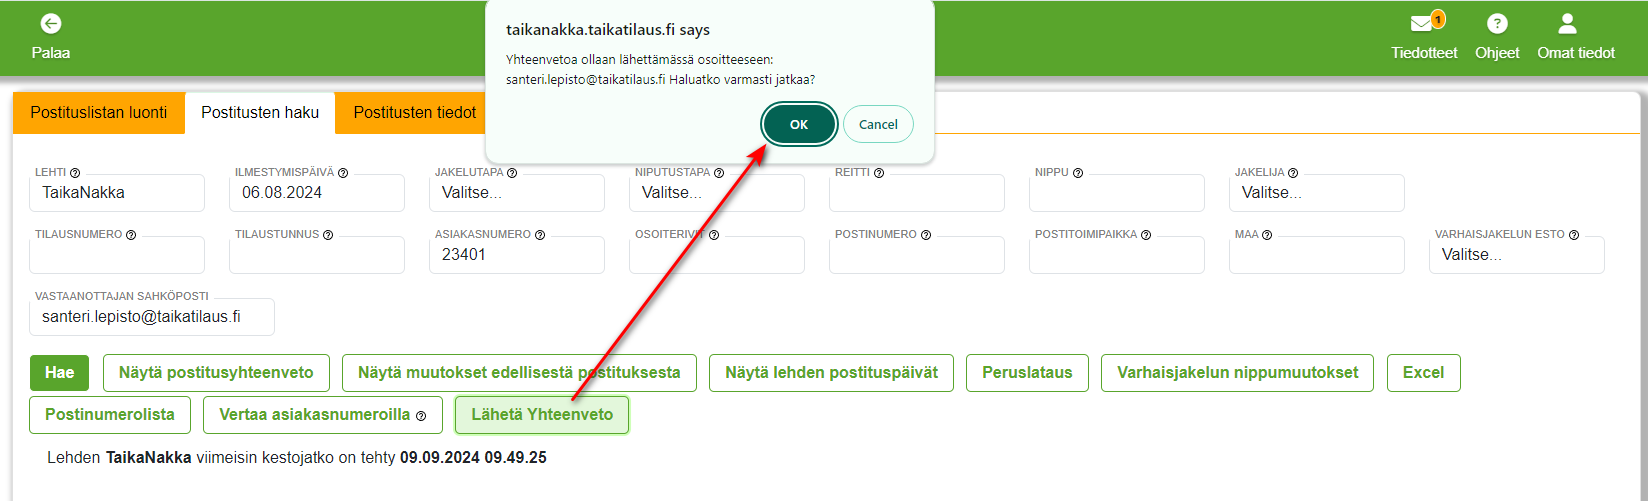 Palaa
taikanakka.taikatilaus.fi says
Yhteenvetoa ollaan lähettämässä osoitteeseen:
santeri.lepisto@taikatilaus.fi Haluatko varmasti jatkaa?
OK
Cancel
1
Tiedotteet
Ohjeet
Omat tiedot
Postituslistan luonti
Postitusten haku
Postitusten tiedot
LEHTI
TaikaNakka
ILMESTYMISPÄIVÄ
06.08.2024
JAKELUTAPA
Valitse...
NIPUTUSTAPA
Valitse...
REITTI
NIPPU
JAKELIJA
Valitse...
TILAUSNUMERO
TILAUSTUNNUS
ASIAKASNUMERO
23401
OSOITERIVIT
POSTINUMERO
POSTITOIMIPAIKKA
MAA
VARHAISJAKELUN ESTO
Valitse...
VASTAANOTTAJAN SAHKÖPOSTI
santeri.lepisto@taikatilaus.fi
Hae
Näytä postitusyhteenveto
Näytä muutokset edellisestä postituksesta
Näytä lehden postituspäivät
Peruslataus
Varhaisjakelun nippumuutokset
Excel
Postinumerolista
Vertaa asiakasnumeroilla
Lähetä Yhteenveto
Lehden TaikaNakka viimeisin kestojatko on tehty 09.09.2024 09.49.25